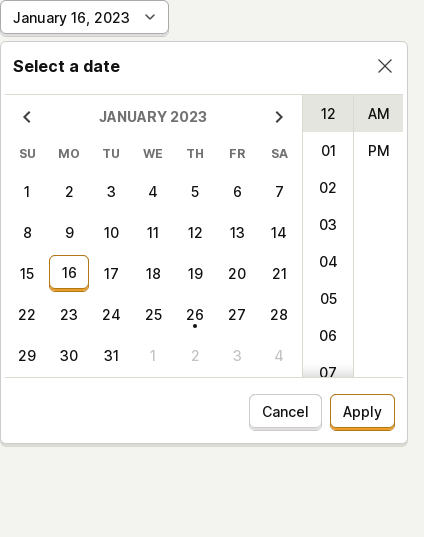 January 16, 2023
Select a date
JANUARY 2023
SU MO TU WE TH FR SA
1 2 3 4 5 6 7
8 9 10 11 12 13 14
15 16 17 18 19 20 21
22 23 24 25 26 27 28
29 30 31 1 2 3 4
12 AM
01 PM
02
03
04
05
06
07
Cancel Apply